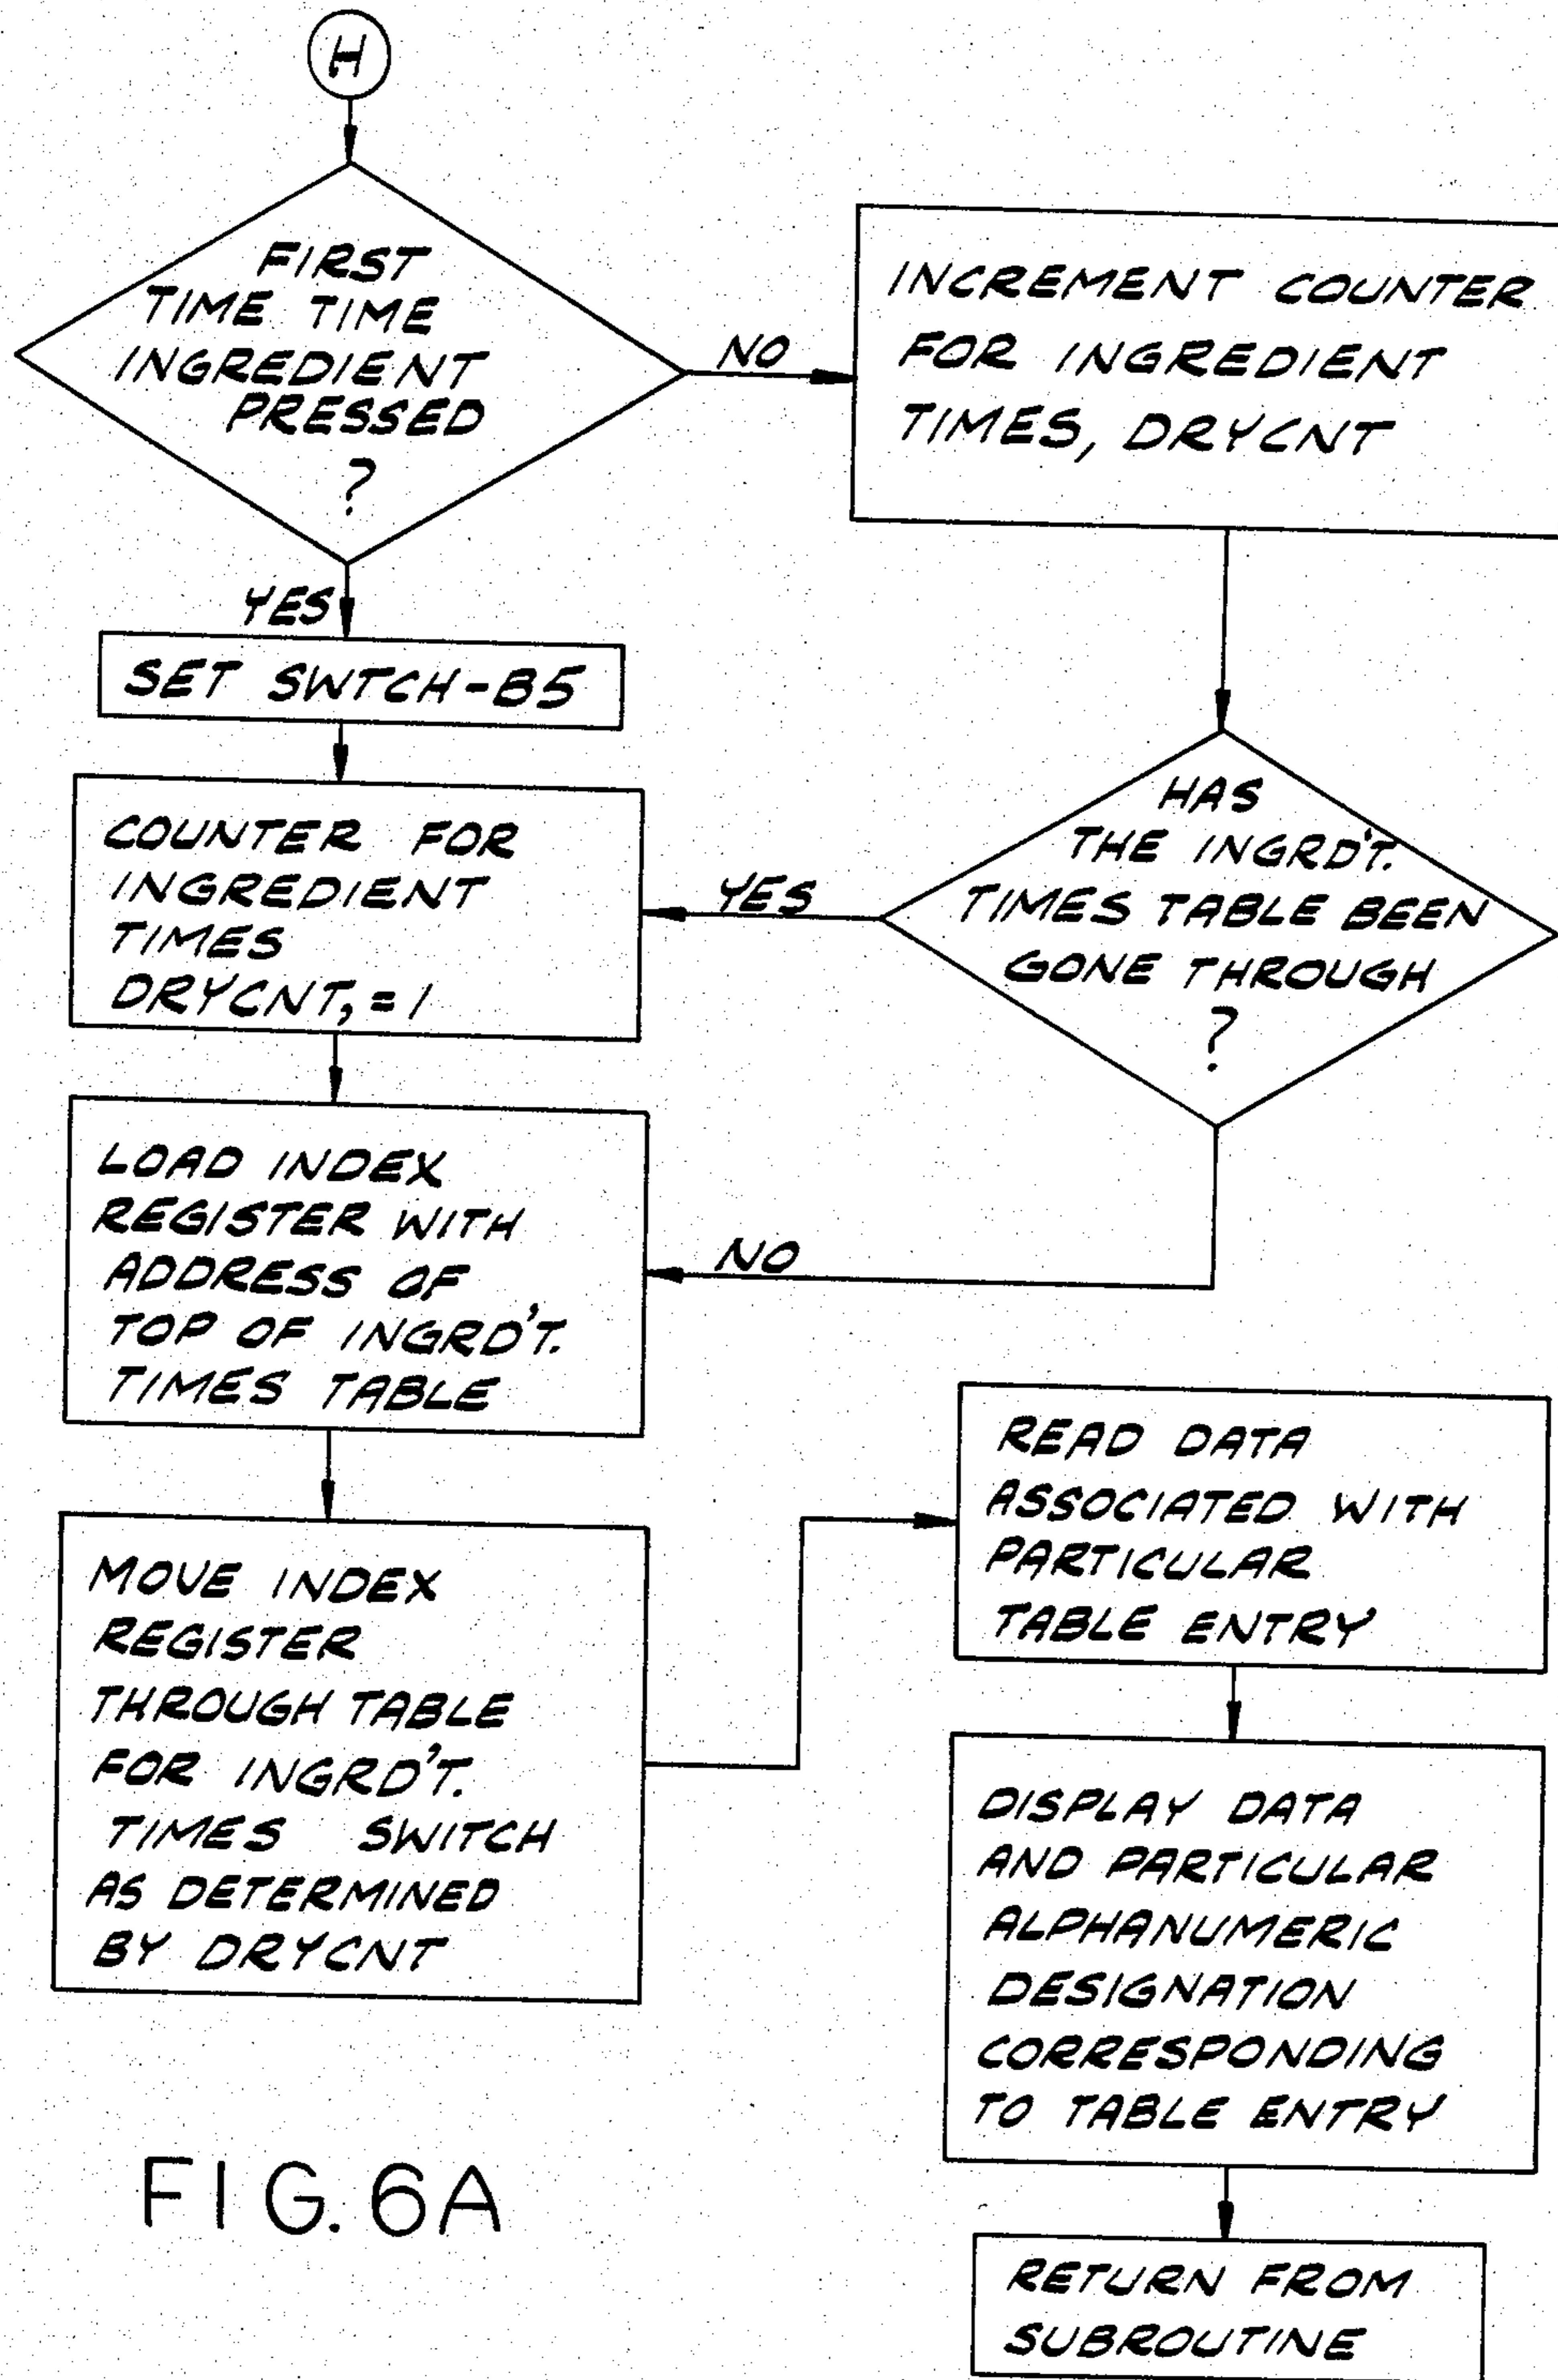 H
FIRST
TIME TIME
INGREDIENT
PRESSED
?
NO
INCREMENT COUNTER
FOR INGREDIENT
TIMES, DRYCNT
YES
SET SWTCH-B5
COUNTER FOR
INGREDIENT
TIMES
DRYCNT, = 1
YES
HAS
THE INGRD'T.
TIMES TABLE BEEN
GONE THROUGH
?
LOAD INDEX
REGISTER WITH
ADDRESS OF
TOP OF INGRD'T.
TIMES TABLE
NO
MOVE INDEX
REGISTER
THROUGH TABLE
FOR INGRD'T.
TIMES SWITCH
AS DETERMINED
BY DRYCNT
READ DATA
ASSOCIATED WITH
PARTICULAR
TABLE ENTRY
DISPLAY DATA
AND PARTICULAR
ALPHANUMERIC
DESIGNATION
CORRESPONDING
TO TABLE ENTRY
RETURN FROM
SUBROUTINE
FIG. 6A